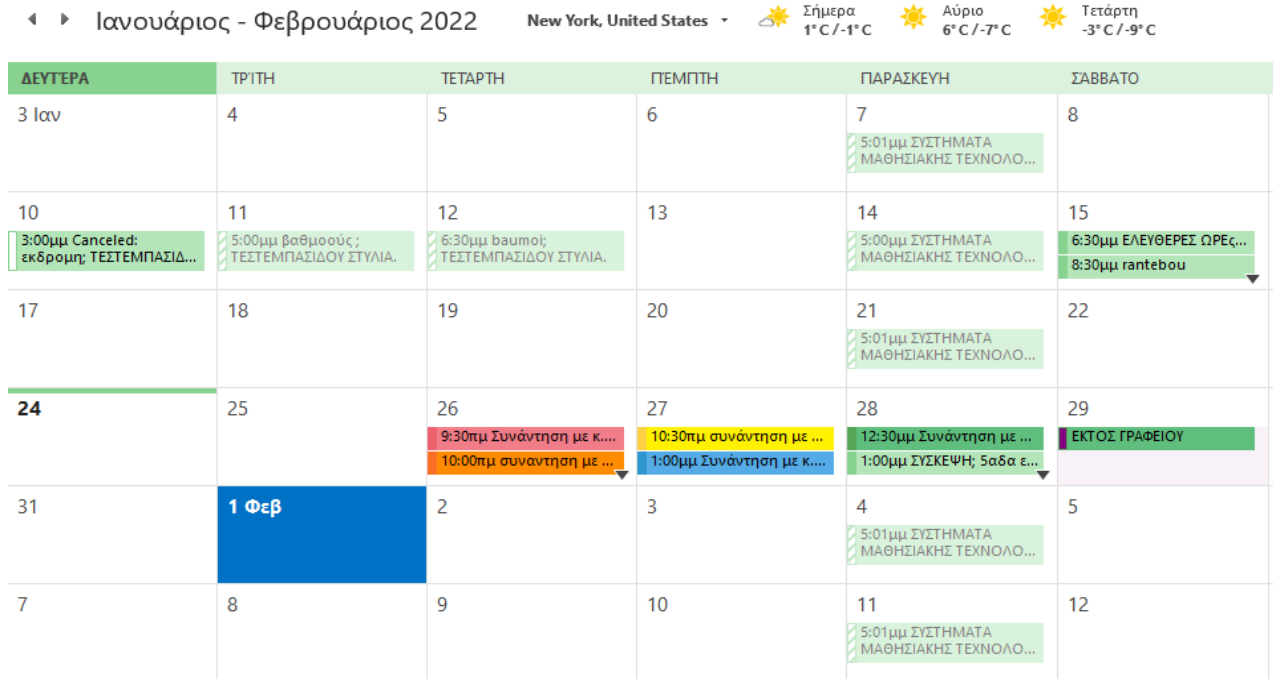 Ιανουάριος - Φεβρουάριος 2022
New York, United States
Σήμερα
1° C / -1° C
Αύριο
6° C / -7° C
Τετάρτη
-3° C / -9° C
ΔΕΥΤΈΡΑ ΤΡΊΤΗ ΤΕΤΆΡΤΗ ΠΈΜΠΤΗ ΠΑΡΑΣΚΕΥΉ ΣΆΒΒΑΤΟ
3 Ιαν 4 5 6 7 8
5:01μμ ΣΥΣΤΗΜΑΤΑ
ΜΑΘΗΣΙΑΚΗΣ ΤΕΧΝΟΛΟ...
10 11 12 13 14 15
3:00μμ Canceled:
εκδρομη; ΤΕΣΤΕΜΠΑΣΙΔ...
5:00μμ βαθμοούς ;
ΤΕΣΤΕΜΠΑΣΙΔΟΥ ΣΤΥΛΙΑ.
6:30μμ baumoi;
ΤΕΣΤΕΜΠΑΣΙΔΟΥ ΣΤΥΛΙΑ.
5:00μμ ΣΥΣΤΗΜΑΤΑ
ΜΑΘΗΣΙΑΚΗΣ ΤΕΧΝΟΛΟ...
6:30μμ ΕΛΕΥΘΕΡΕΣ ΩΡΕς...
8:30μμ rantebou
17 18 19 20 21 22
5:01μμ ΣΥΣΤΗΜΑΤΑ
ΜΑΘΗΣΙΑΚΗΣ ΤΕΧΝΟΛΟ...
24 25 26 27 28 29
9:30πμ Συνάντηση με κ....
10:00πμ συναντηση με ...
10:30πμ συνάντηση με ...
1:00μμ Συνάντηση με κ....
12:30μμ Συνάντηση με ...
1:00μμ ΣΥΣΚΕΨΗ; 5αδα ε...
ΕΚΤΟΣ ΓΡΑΦΕΙΟΥ
31 1 Φεβ 2 3 4 5
5:01μμ ΣΥΣΤΗΜΑΤΑ
ΜΑΘΗΣΙΑΚΗΣ ΤΕΧΝΟΛΟ...
7 8 9 10 11 12
5:01μμ ΣΥΣΤΗΜΑΤΑ
ΜΑΘΗΣΙΑΚΗΣ ΤΕΧΝΟΛΟ...